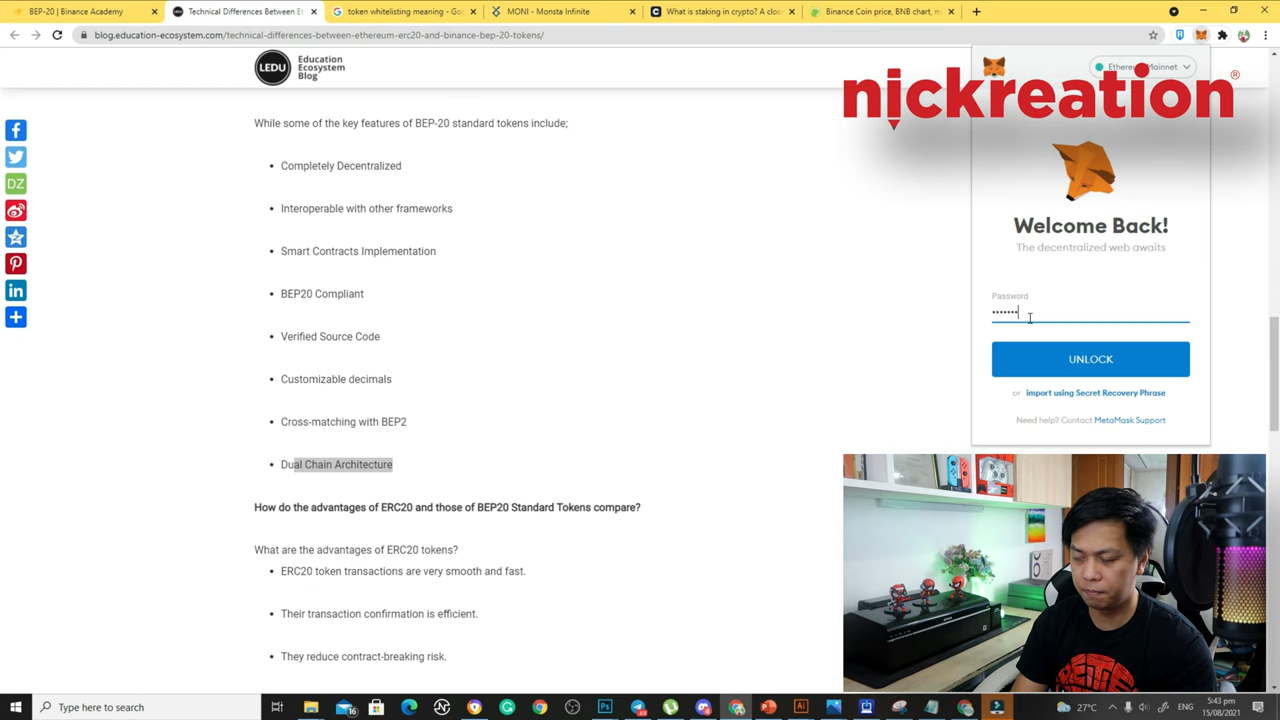 BEP-20 | Binance Academy
Technical Differences Between Et
token whitelisting meaning - Goo
MONI - Monsta Infinite
What is staking in crypto? A clos
Binance Coin price, BNB chart, m
blog.education-ecosystem.com/technical-differences-between-ethereum-erc20-and-binance-bep-20-tokens/
LEDU
Education
Ecosystem
Blog
Ethereum Mainnet
nickreation®
While some of the key features of BEP-20 standard tokens include;
Completely Decentralized
Interoperable with other frameworks
Smart Contracts Implementation
BEP20 Compliant
Verified Source Code
Customizable decimals
Cross-matching with BEP2
Dual Chain Architecture
How do the advantages of ERC20 and those of BEP20 Standard Tokens compare?
What are the advantages of ERC20 tokens?
ERC20 token transactions are very smooth and fast.
Their transaction confirmation is efficient.
They reduce contract-breaking risk.
DZ
Welcome Back!
The decentralized web awaits
Password
•••••••
UNLOCK
or import using Secret Recovery Phrase
Need help? Contact MetaMask Support
Type here to search
16
Ps
Ai
27°C
ENG
5:43 pm
15/08/2021